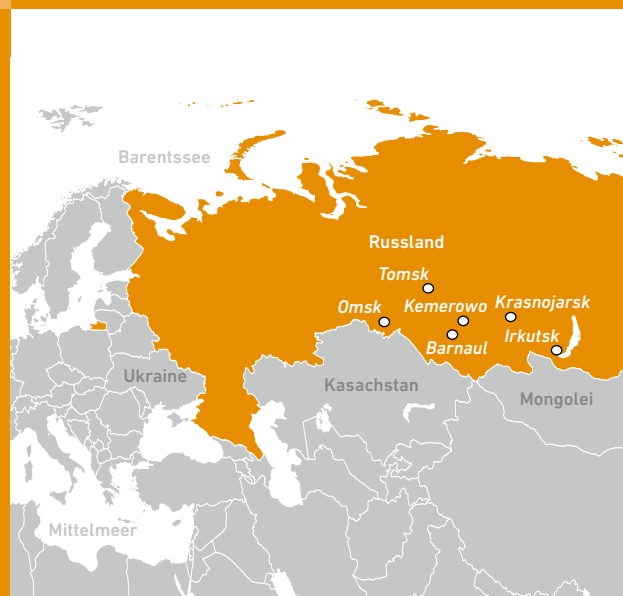 Barentssee
Russland
Tomsk
Omsk
Kemerowo
Krasnojarsk
Barnaul
Irkutsk
Ukraine
Kasachstan
Mongolei
Mittelmeer